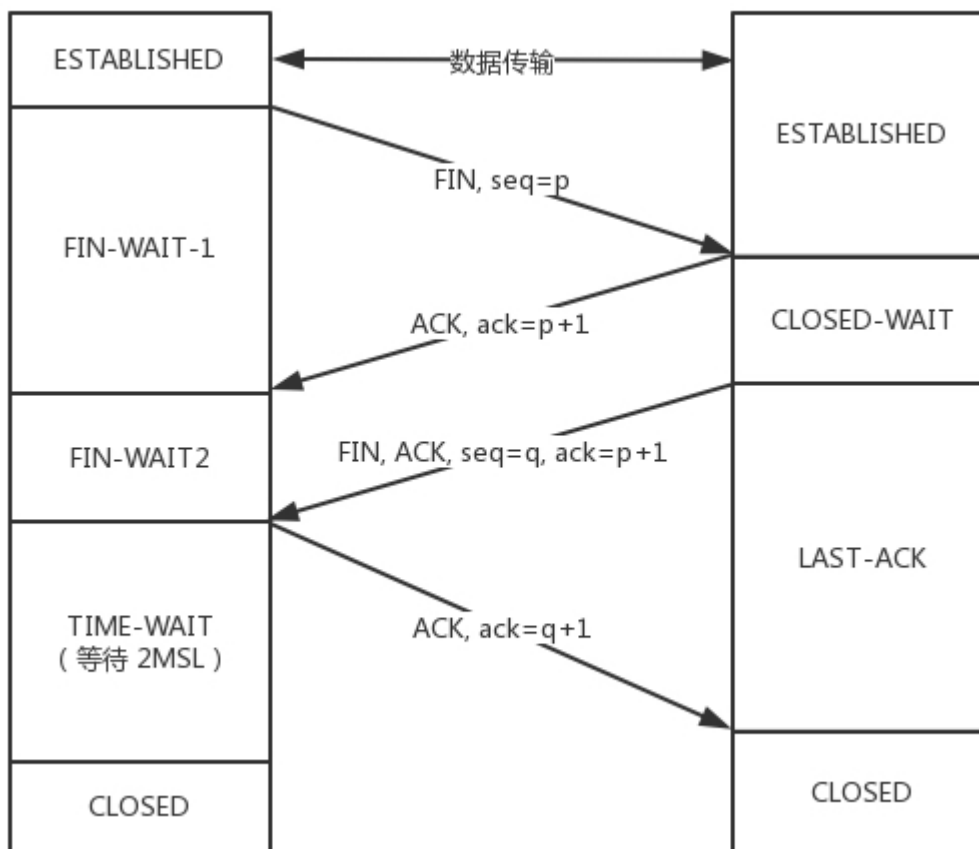 ESTABLISHED
数据传输
ESTABLISHED
FIN, seq=p
FIN-WAIT-1
ACK, ack=p+1
CLOSED-WAIT
FIN-WAIT2
FIN, ACK, seq=q, ack=p+1
LAST-ACK
TIME-WAIT
（等待 2MSL）
ACK, ack=q+1
CLOSED
CLOSED